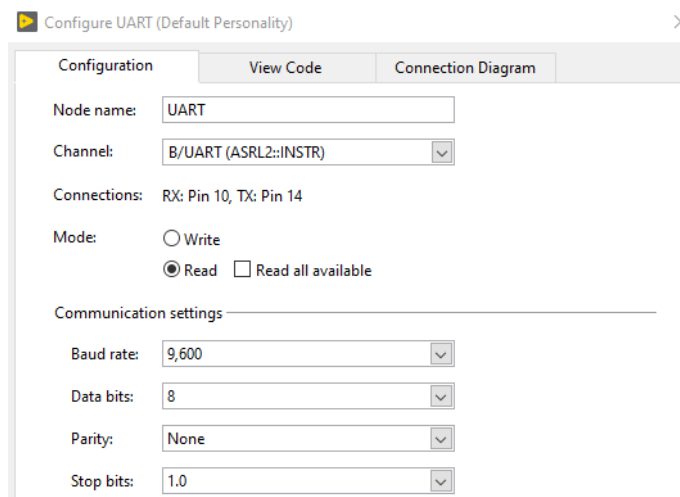 Configure UART (Default Personality)
Configuration View Code Connection Diagram
Node name: UART
Channel: B/UART (ASRL2::INSTR)
Connections: RX: Pin 10, TX: Pin 14
Mode: Write
Read Read all available
Communication settings
Baud rate: 9,600
Data bits: 8
Parity: None
Stop bits: 1.0